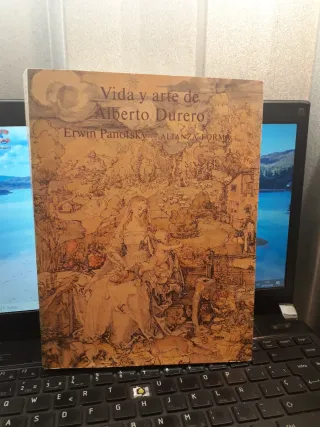 Vida y arte de
Alberto Durero
Erwin Panofsky ALIANZA FORMA